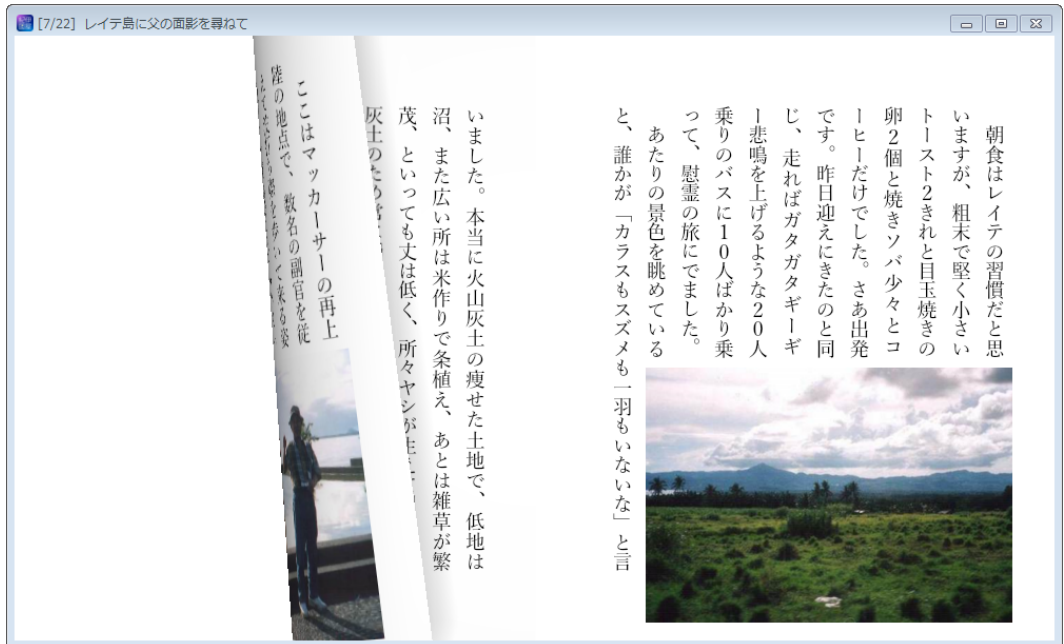 [7/22] レイテ島に父の面影を尋ねて
朝食はレイテの習慣だと思
いますが、粗末で堅く小さい
トースト2きれと目玉焼きの
卵2個と焼きソバ少々とコ
ーヒーだけでした。さあ出発
です。昨日迎えにきたのと同
じ、走ればガタガタギーギ
ー悲鳴を上げるような20人
乗りのバスに10人ばかり乗
って、慰霊の旅にでました。
あたりの景色を眺めている
と、誰かが「カラスもスズメも一羽もいないな」と言
いました。本当に火山灰土の痩せた土地で、低地は
沼、また広い所は米作りで条植え、あとは雑草が繁
茂、といっても丈は低く、所々ヤシが生
灰土のため
ここはマッカーサーの再上
陸の地点で、数名の副官を従